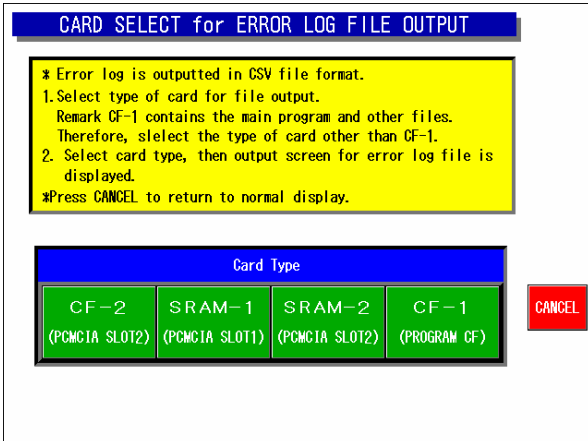 CARD SELECT for ERROR LOG FILE OUTPUT
* Error log is outputted in CSV file format.
1.Select type of card for file output.
Remark CF-1 contains the main program and other files.
Therefore, slelect the type of card other than CF-1.
2. Select card type, then output screen for error log file is
displayed.
*Press CANCEL to return to normal display.
Card Type
CF-2 SRAM-1 SRAM-2 CF-1
(PCMCIA SLOT2) (PCMCIA SLOT1) (PCMCIA SLOT2) (PROGRAM CF)
CANCEL